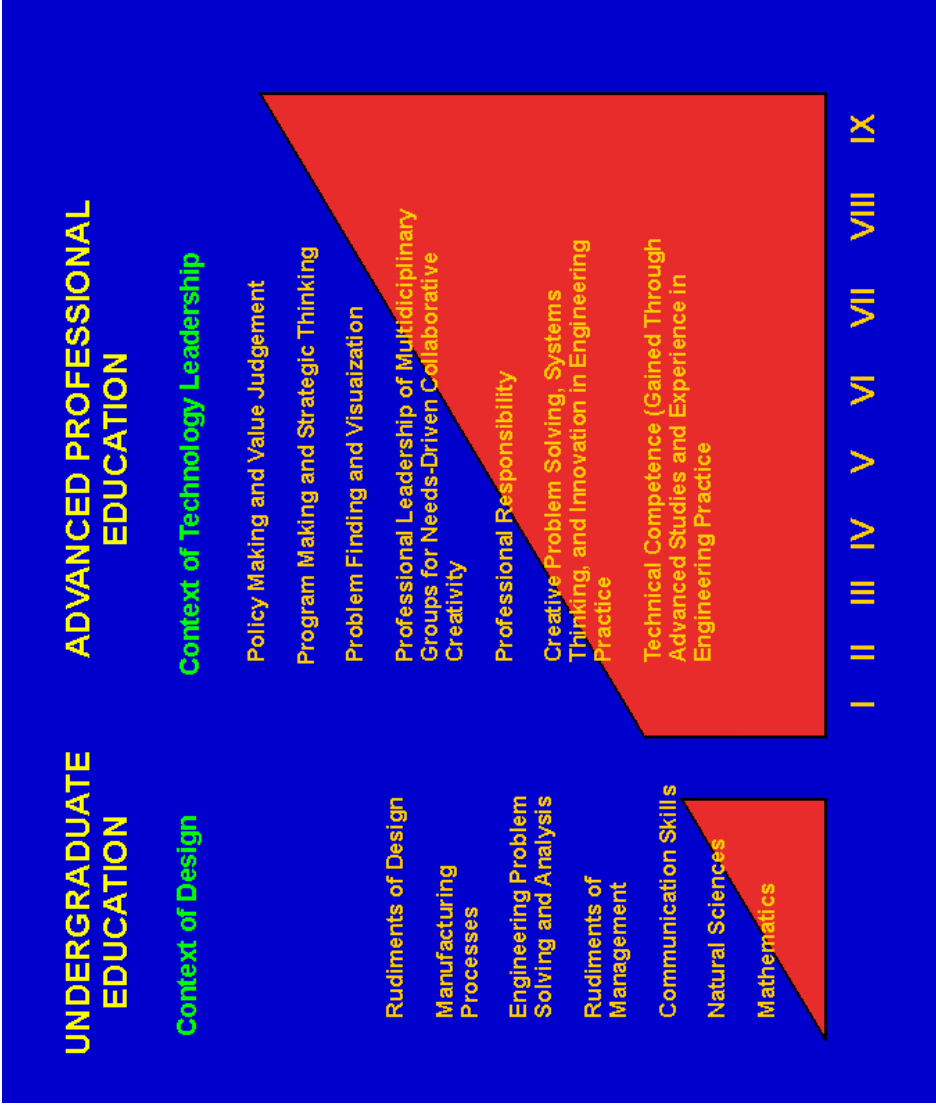 UNDERGRADUATE
EDUCATION
Context of Design
Rudiments of Design
Manufacturing
Processes
Engineering Problem
Solving and Analysis
Rudiments of
Management
Communication Skills
Natural Sciences
Mathematics
ADVANCED PROFESSIONAL
EDUCATION
Context of Technology Leadership
Policy Making and Value Judgement
Program Making and Strategic Thinking
Problem Finding and Visuaization
Professional Leadership of Multidiciplinary
Groups for Needs-Driven Collaborative
Creativity
Professional Responsibility
Creative Problem Solving, Systems
Thinking, and Innovation in Engineering
Practice
Technical Competence (Gained Through
Advanced Studies and Experience in
Engineering Practice
I II III IV V VI VII VIII IX